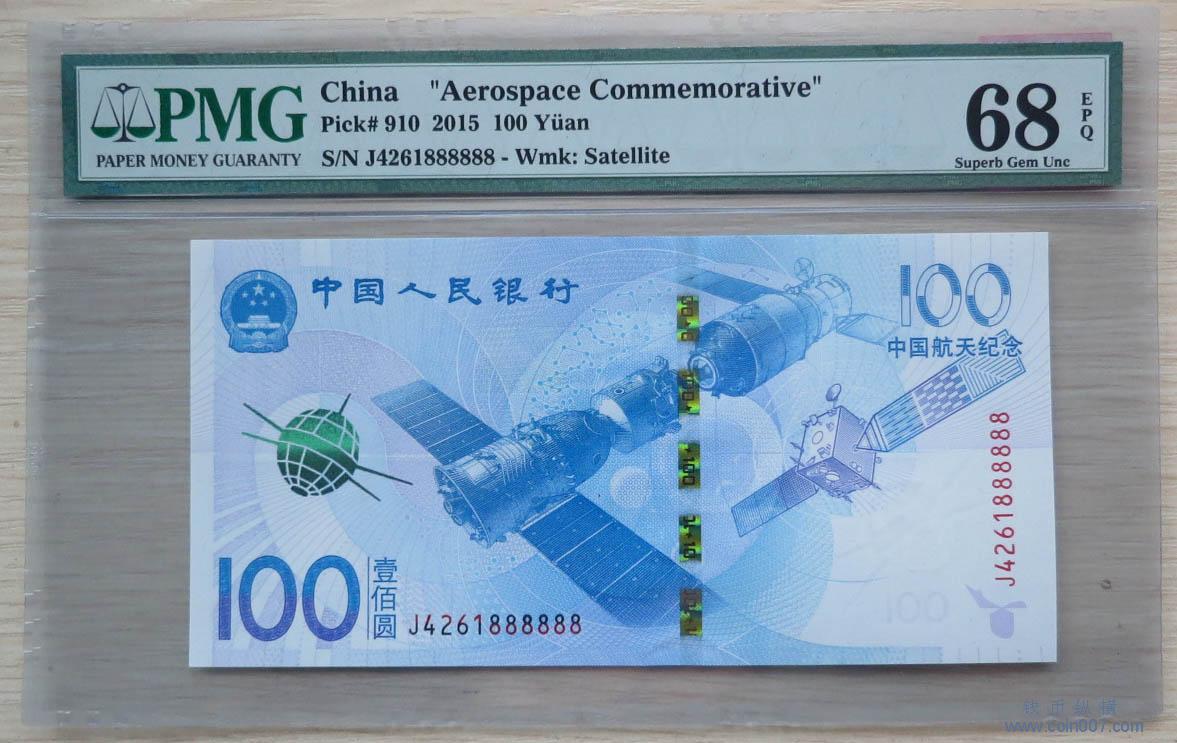 PMG
PAPER MONEY GUARANTY
China "Aerospace Commemorative"
Pick# 910 2015 100 Yüan
S/N J4261888888 - Wmk: Satellite
68
EPQ
Superb Gem Unc
中国人民银行
100
中国航天纪念
J4261888888
100
壹佰圆
J4261888888
100
钱币纵横
www.coin007.com